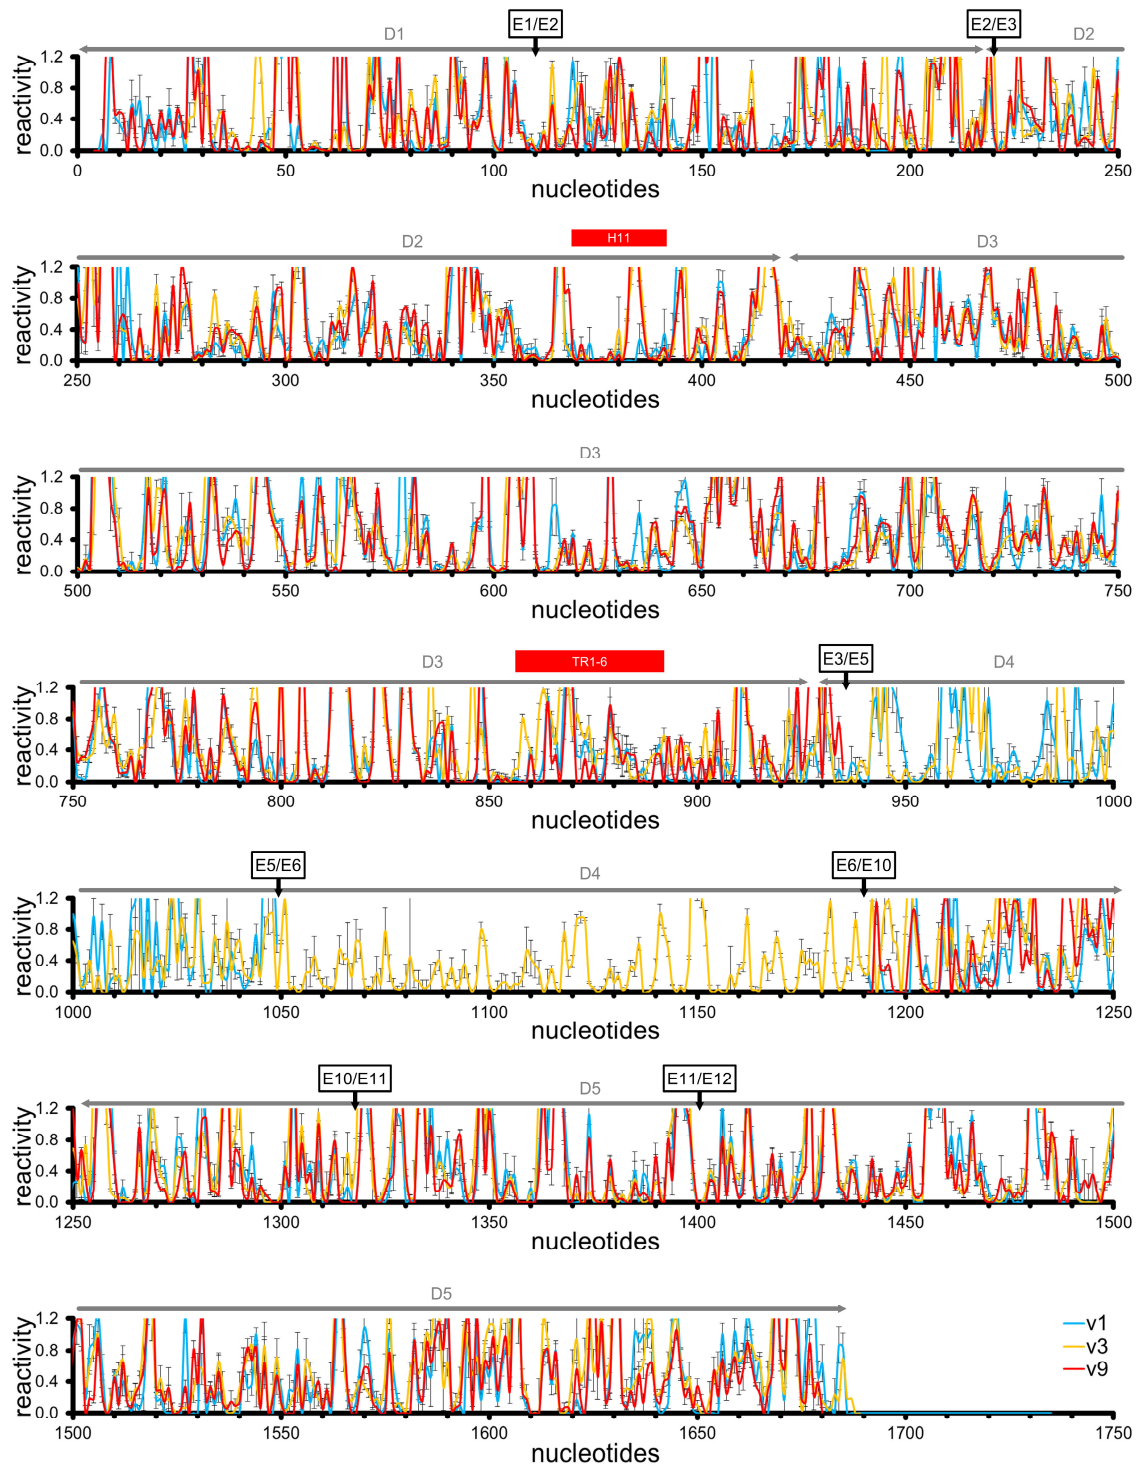 E1/E2 E2/E3
D1 D2
1.2
0.8
0.4
0.0
reactivity
0 50 100 150 200 250
nucleotides
H11
D2 D3
1.2
0.8
0.4
0.0
reactivity
250 300 350 400 450 500
nucleotides
D3
1.2
0.8
0.4
0.0
reactivity
500 550 600 650 700 750
nucleotides
E3/E5
D3 TR1-6 D4
1.2
0.8
0.4
0.0
reactivity
750 800 850 900 950 1000
nucleotides
E5/E6 E6/E10
D4
1.2
0.8
0.4
0.0
reactivity
1000 1050 1100 1150 1200 1250
nucleotides
E10/E11 E11/E12
D5
1.2
0.8
0.4
0.0
reactivity
1250 1300 1350 1400 1450 1500
nucleotides
D5
1.2
0.8
0.4
0.0
reactivity
v1
v3
v9
1500 1550 1600 1650 1700 1750
nucleotides